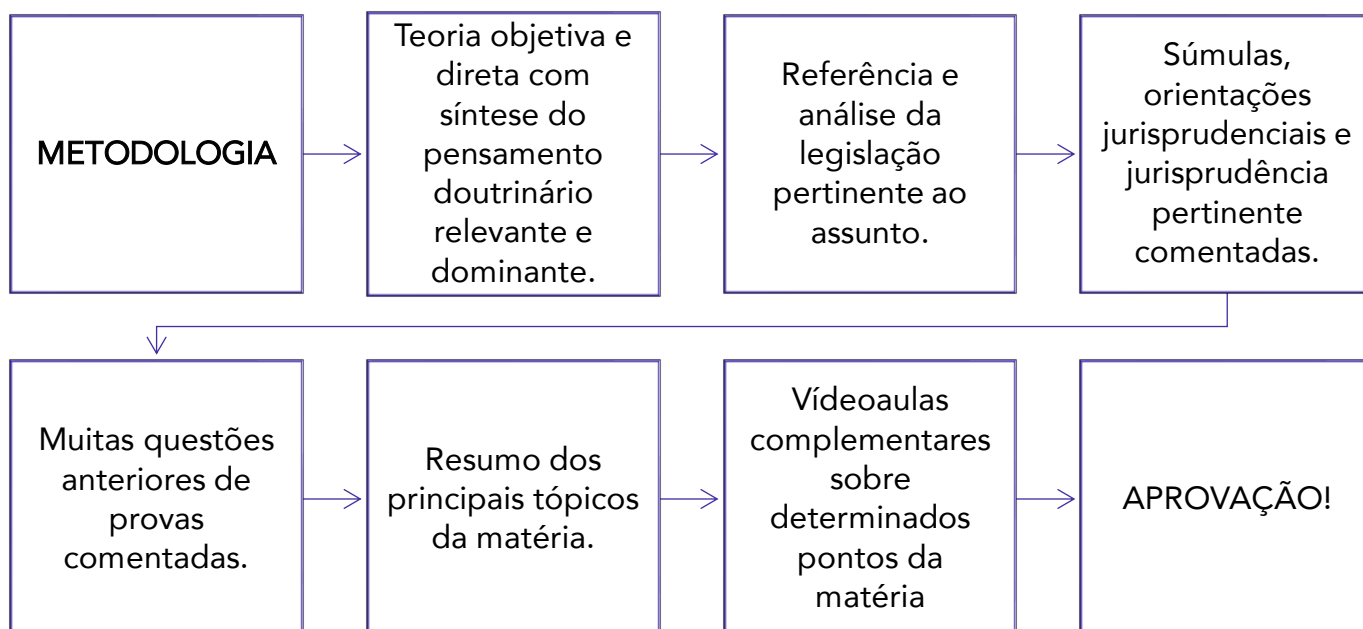 METODOLOGIA
Teoria objetiva e
direta com
síntese do
pensamento
doutrinário
relevante e
dominante.
Referência e
análise da
legislação
pertinente ao
assunto.
Súmulas,
orientações
jurisprudenciais e
jurisprudência
pertinente
comentadas.
Muitas questões
anteriores de
provas
comentadas.
Resumo dos
principais tópicos
da matéria.
Vídeoaulas
complementares
sobre
determinados
pontos da
matéria
APROVAÇÃO!